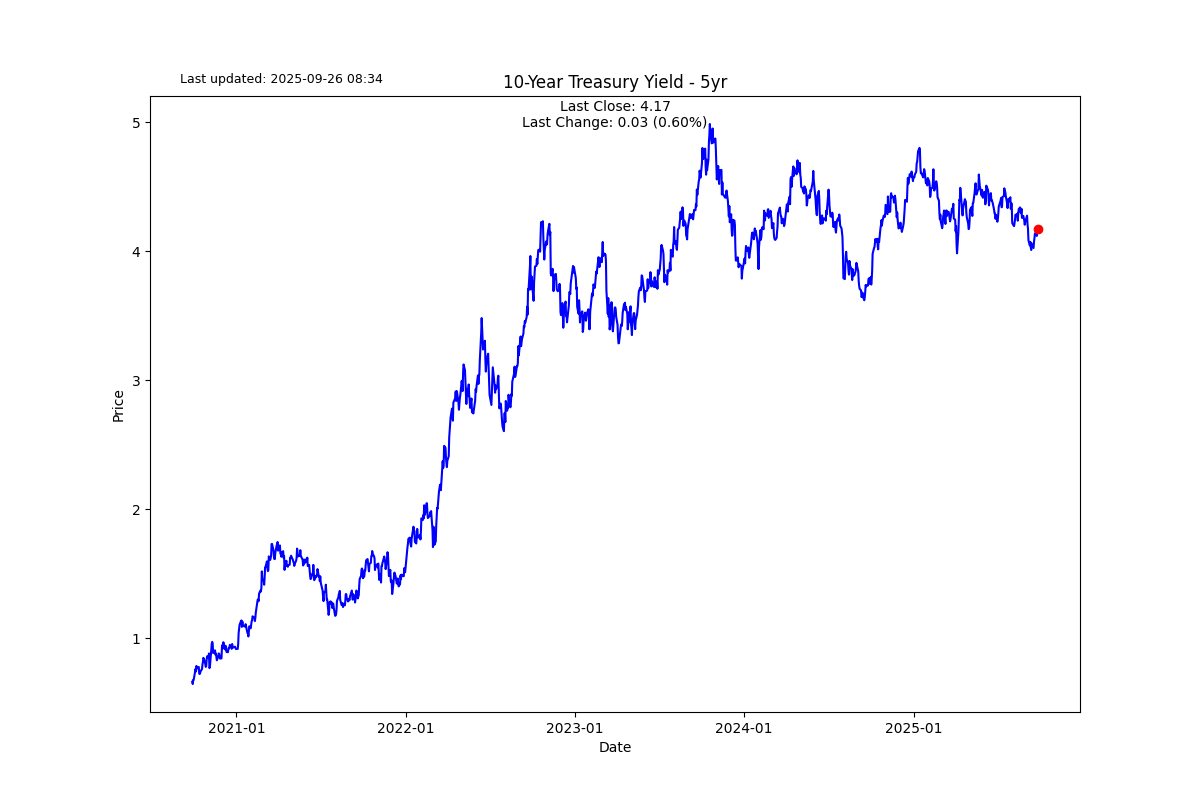 Last updated: 2025-09-26 08:34
10-Year Treasury Yield - 5yr
Last Close: 4.17
Last Change: 0.03 (0.60%)
5
4
3
2
1
Price
2021-01
2022-01
2023-01
2024-01
2025-01
Date